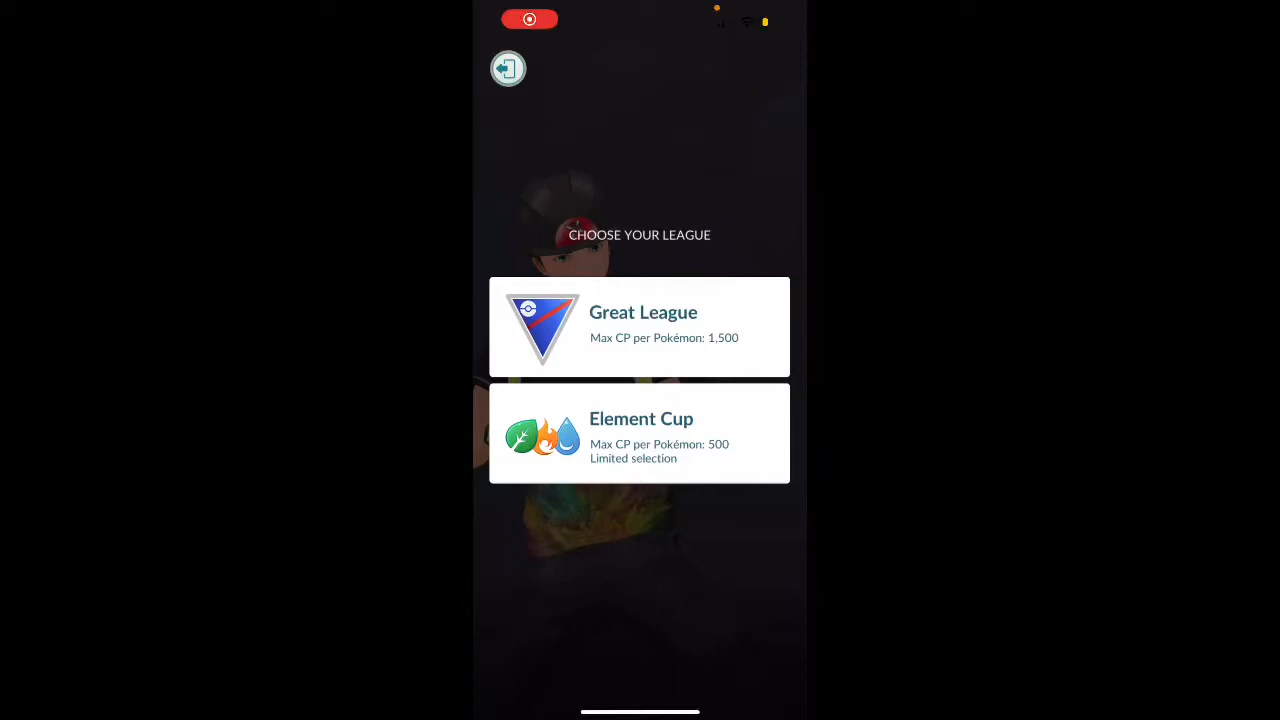 CHOOSE YOUR LEAGUE
Great League
Max CP per Pokémon: 1,500
Element Cup
Max CP per Pokémon: 500
Limited selection